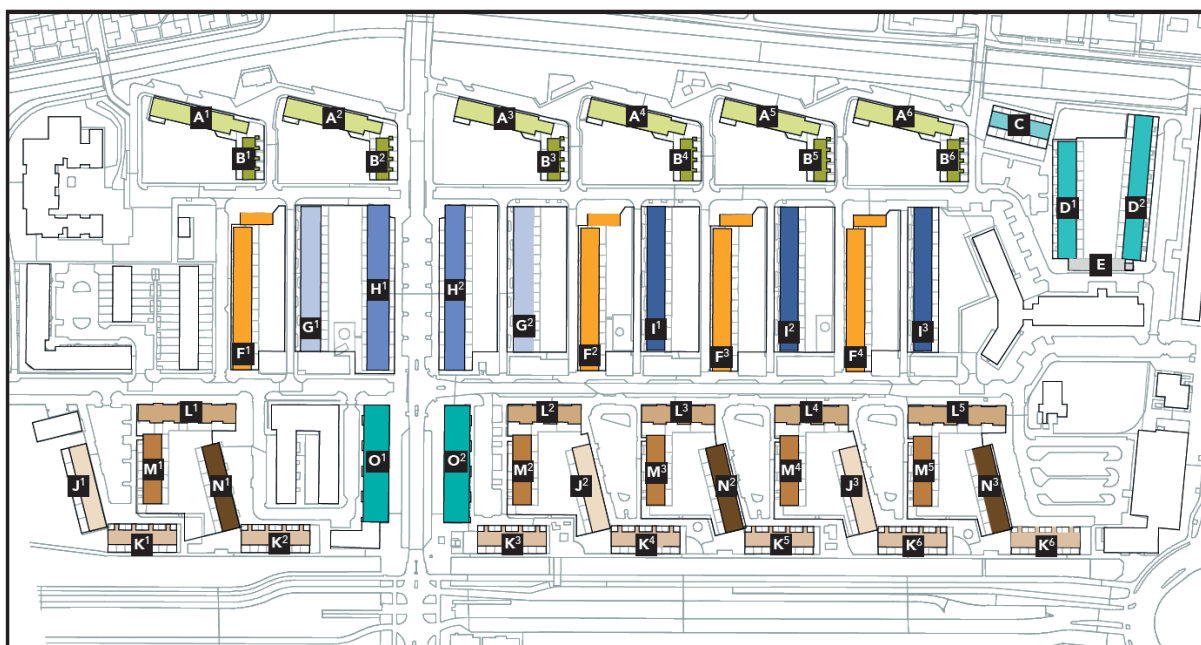 A¹ A² A³ A⁴ A⁵ A⁶ C
B¹ B² B³ B⁴ B⁵ B⁶
D¹ D²
E
H¹ H²
G¹ G² I¹ I² I³
F¹ F² F³ F⁴
L¹ L² L³ L⁴ L⁵
O¹ O²
J¹ M¹ N¹ M² J² M³ N² M⁴ J³ M⁵ N³
K¹ K² K³ K⁴ K⁵ K⁶ K⁶